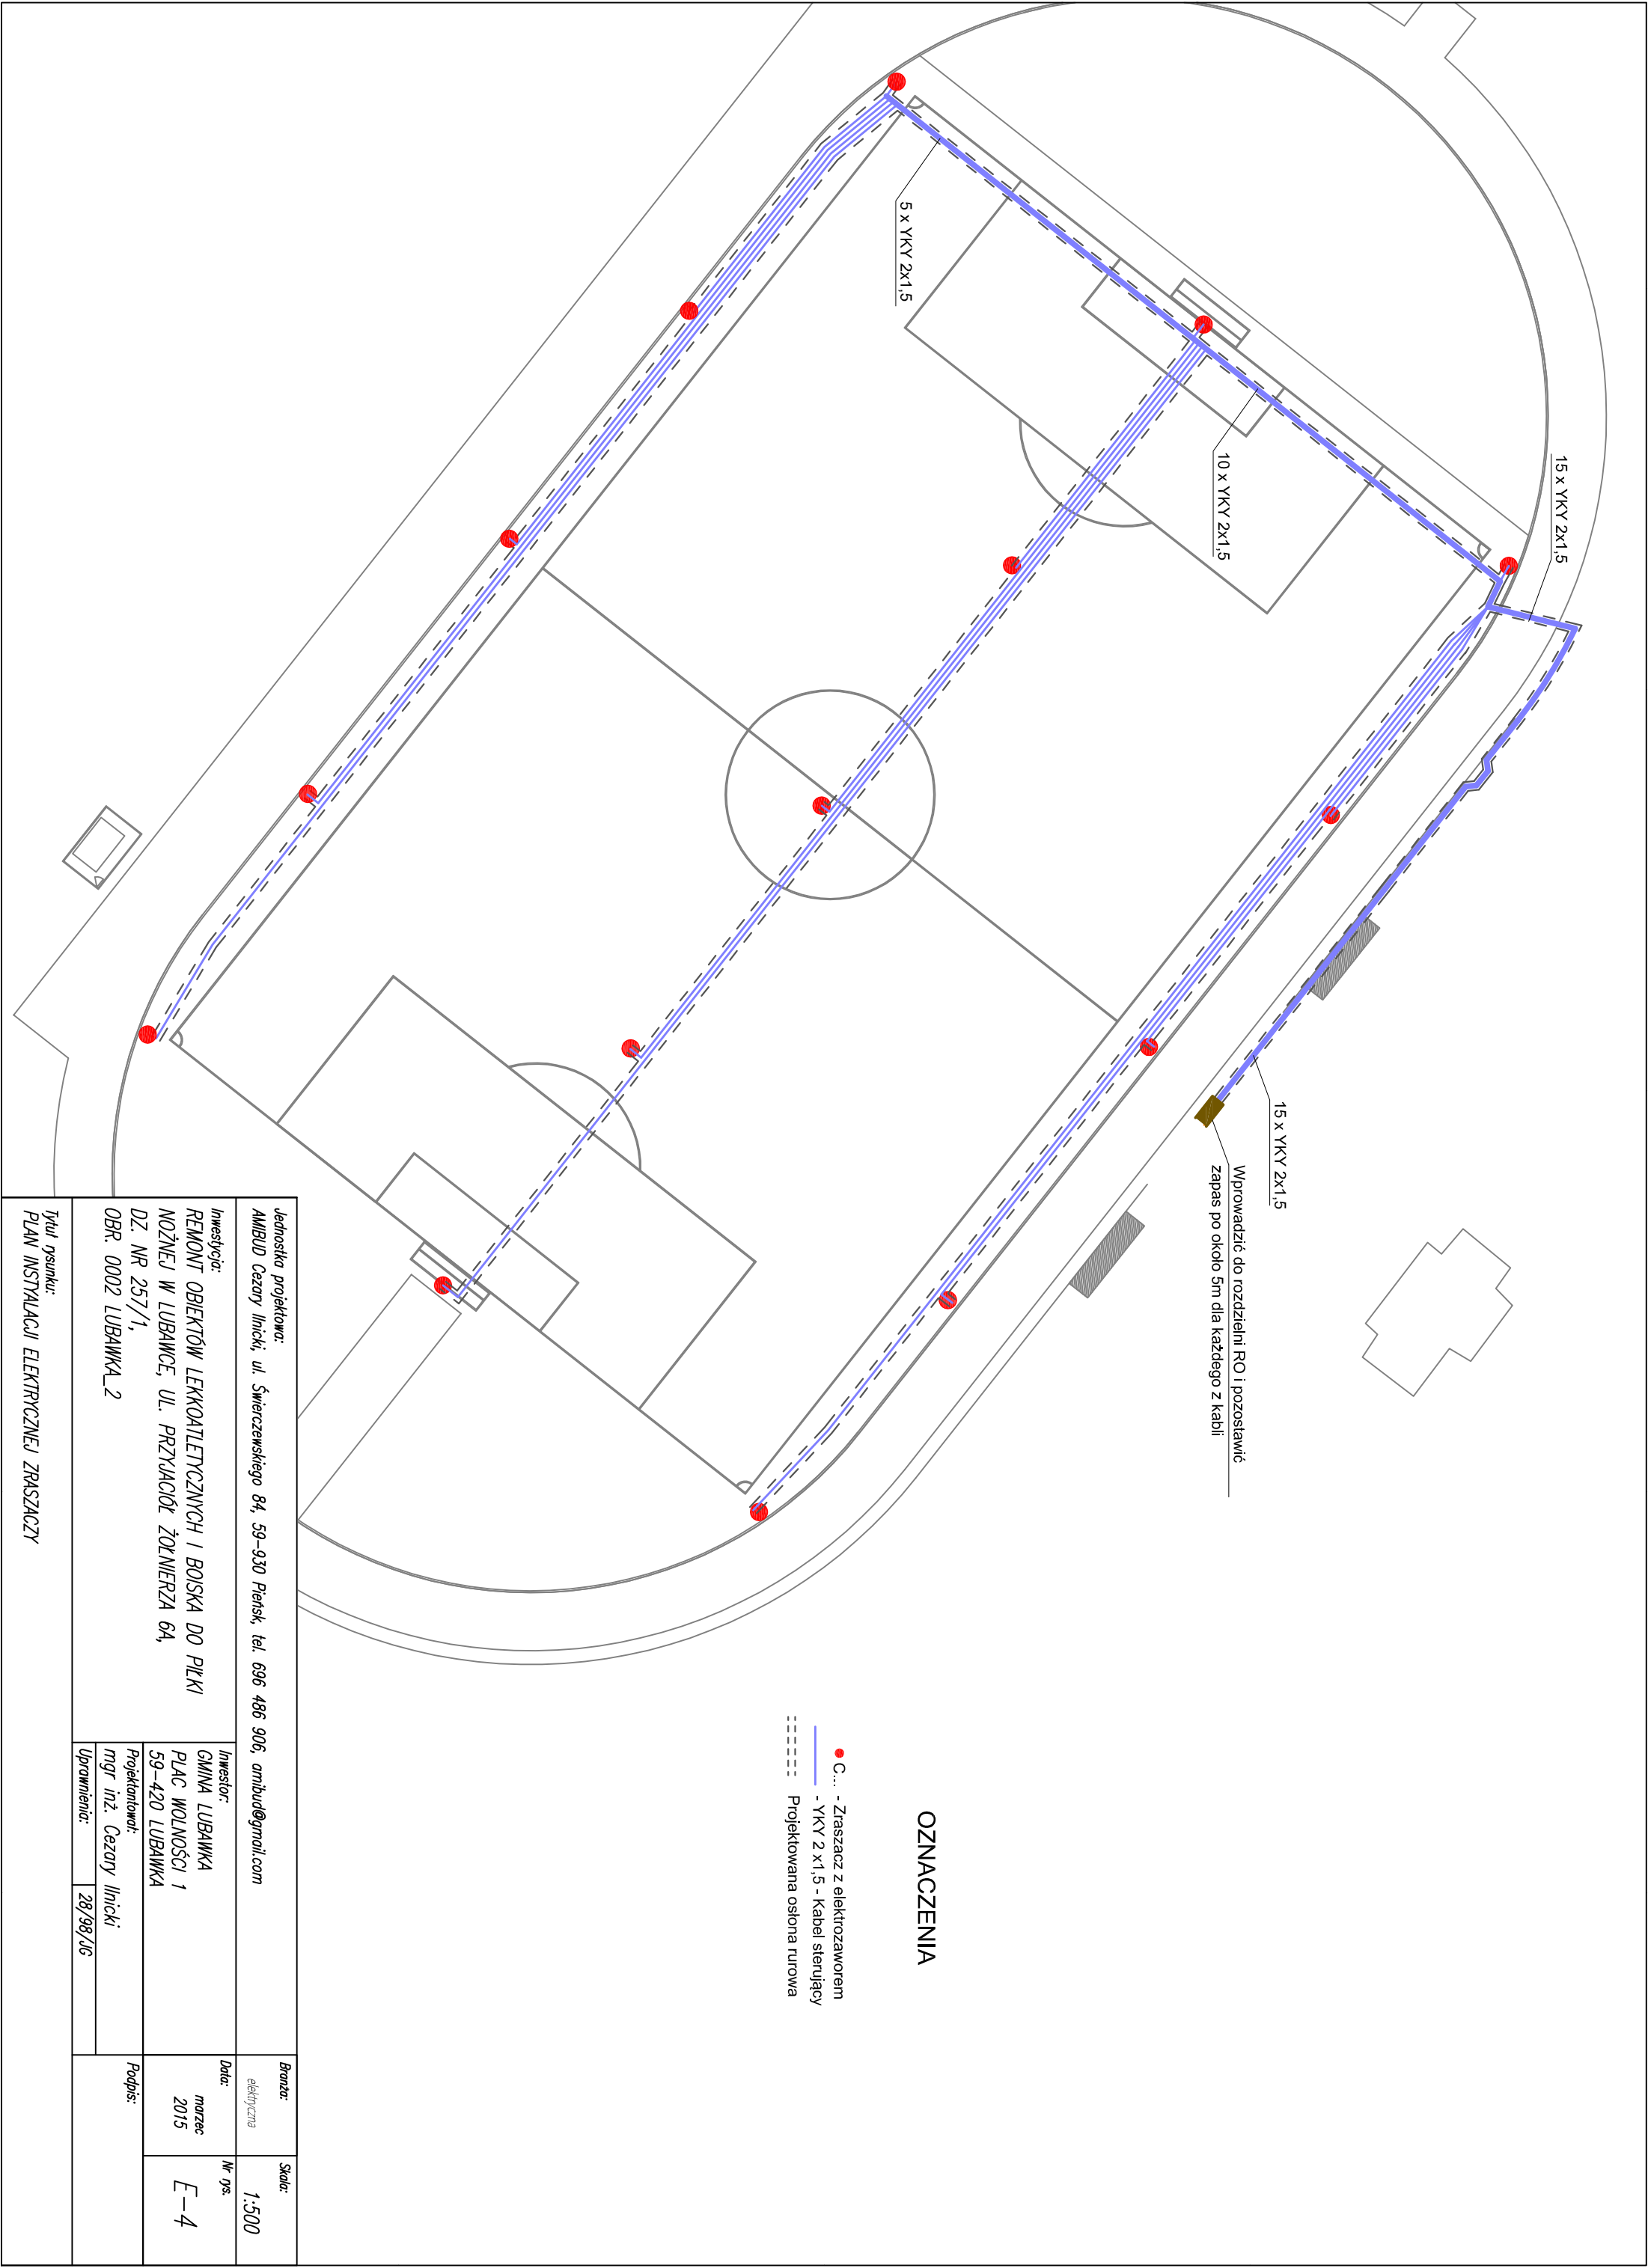 15 x YKY 2x1,5
10 x YKY 2x1,5
5 x YKY 2x1,5
15 x YKY 2x1,5
Wprowadzić do rozdzielni RO i pozostawić
zapas po około 5m dla każdego z kabli
OZNACZENIA
C... - Zraszacz z elektrozaworem
- YKY 2 x1,5 - Kabel sterujący
Projektowana osłona rurowa
Jednostka projektowa:
AMIBUD Cezary Ilnicki, ul. Świerczewskiego 84, 59-930 Pieńsk, tel. 696 486 906, amibud@gmail.com
Branża:
elektryczna
Skala:
1:500
Inwestycja:
REMONT OBIEKTÓW LEKKOATLETYCZNYCH I BOISKA DO PIŁKI
NOŻNEJ W LUBAWCE, UL. PRZYJACIÓŁ ŻOŁNIERZA 6A,
DZ. NR 257/1,
OBR. 0002 LUBAWKA_2
Inwestor:
GMINA LUBAWKA
PLAC WOLNOŚCI 1
59-420 LUBAWKA
Data:
marzec
2015
Nr rys.
E-4
Projektował:
mgr inż. Cezary Ilnicki
Uprawnienia:
28/98/JG
Podpis:
Tytuł rysunku:
PLAN INSTALACJI ELEKTRYCZNEJ ZRASZACZY